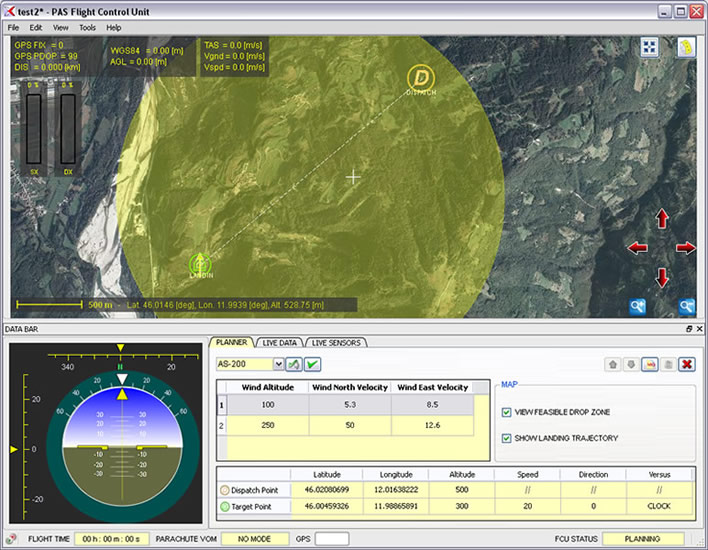 test2* - PAS Flight Control Unit
File Edit View Tools Help
GPS FIX = 0
GPS PDOP = 99
DIS = 0.000 [km]
WGS84 = 0.00 [m]
AGL = 0.00 [m]
TAS = 0.0 [m/s]
Vgnd = 0.0 [m/s]
Vspd = 0.0 [m/s]
0 % 0 %
SX DX
D
DISPATCH
LANDIN
500 m - Lat. 46.0146 [deg], Lon. 11.9939 [deg], Alt. 528.75 [m]
DATA BAR
340 N 20
60 40 20 20 40 60
20
0
-20
30
20
10
-10
-20
-30
30
20
10
-10
-20
-30
PLANNER LIVE DATA LIVE SENSORS
AS-200
Wind Altitude Wind North Velocity Wind East Velocity
1 100 5.3 8.5
2 250 50 12.6
MAP
VIEW FEASIBLE DROP ZONE
SHOW LANDING TRAJECTORY
Latitude Longitude Altitude Speed Direction Versus
Dispatch Point 46.02080699 12.01638222 500 // // //
Target Point 46.00459326 11.98865891 300 20 0 CLOCK
FLIGHT TIME 00 h : 00 m : 00 s PARACHUTE VOM NO MODE GPS FCU STATUS PLANNING